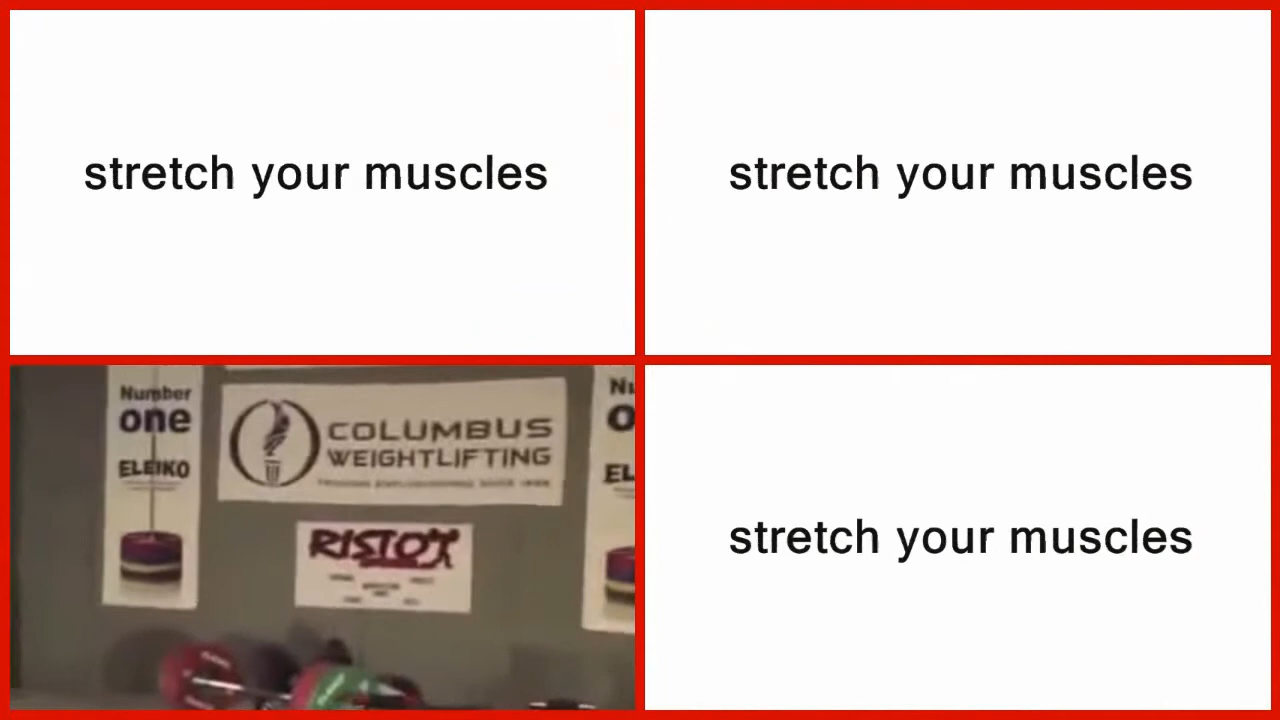 stretch your muscles
stretch your muscles
Number
one
ELEIKO
COLUMBUS
WEIGHTLIFTING
RISTO
stretch your muscles